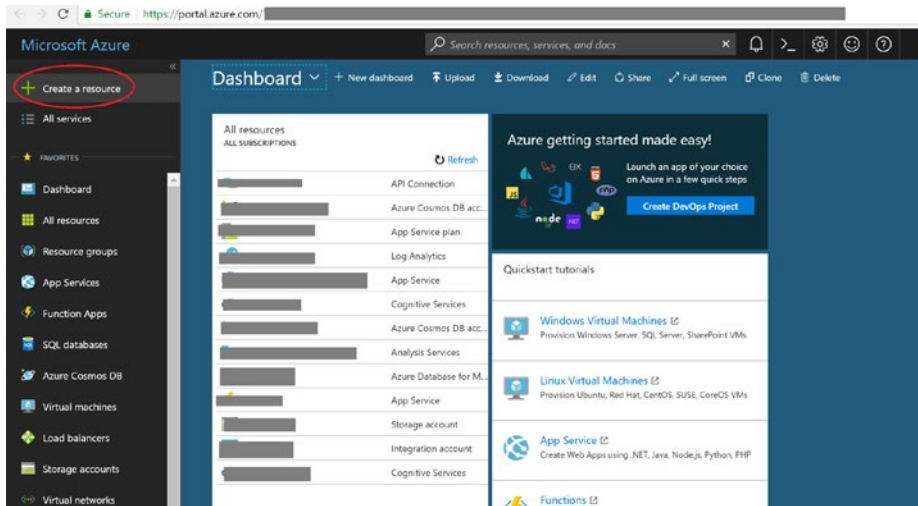 Secure https://portal.azure.com/
Microsoft Azure
Search resources, services, and docs
Create a resource
All services
FAVORITES
Dashboard
All resources
Resource groups
App Services
Function Apps
SQL databases
Azure Cosmos DB
Virtual machines
Load balancers
Storage accounts
Virtual networks
Dashboard + New dashboard Upload Download Edit Share Full screen Clone Delete
All resources
ALL SUBSCRIPTIONS
Refresh
API Connection
Azure Cosmos DB acc...
App Service plan
Log Analytics
App Service
Cognitive Services
Azure Cosmos DB acc...
Analysis Services
Azure Database for M...
App Service
Storage account
Integration account
Cognitive Services
Azure getting started made easy!
Launch an app of your choice
on Azure in a few quick steps
Create DevOps Project
JS
php
node
.NET
Quickstart tutorials
Windows Virtual Machines
Provision Windows Server, SQL Server, SharePoint VMs
Linux Virtual Machines
Provision Ubuntu, Red Hat, CentOS, SUSE, CoreOS VMs
App Service
Create Web Apps using .NET, Java, Node.js, Python, PHP
Functions